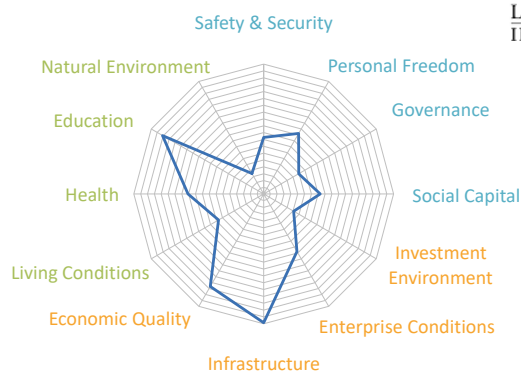 Safety & Security
Natural Environment
Personal Freedom
Education
Governance
Health
Social Capital
Investment
Environment
Living Conditions
Economic Quality
Enterprise Conditions
Infrastructure